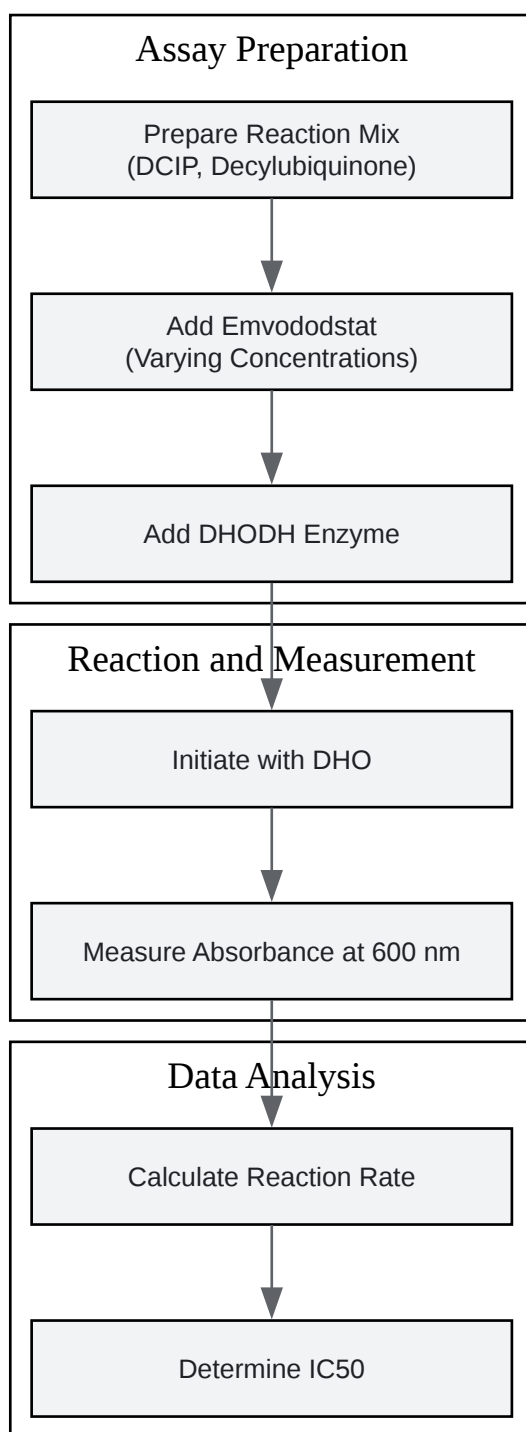 Assay Preparation
Prepare Reaction Mix
(DCIP, Decylubiquinone)
Add Emvododstat
(Varying Concentrations)
Add DHODH Enzyme
Reaction and Measurement
Initiate with DHO
Measure Absorbance at 600 nm
Data Analysis
Calculate Reaction Rate
Determine IC50